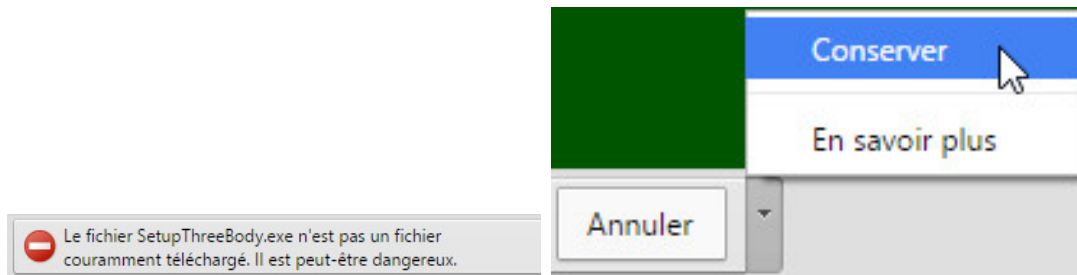 Le fichier SetupThreeBody.exe n'est pas un fichier
couramment téléchargé. Il est peut-être dangereux.
Conserver
En savoir plus
Annuler